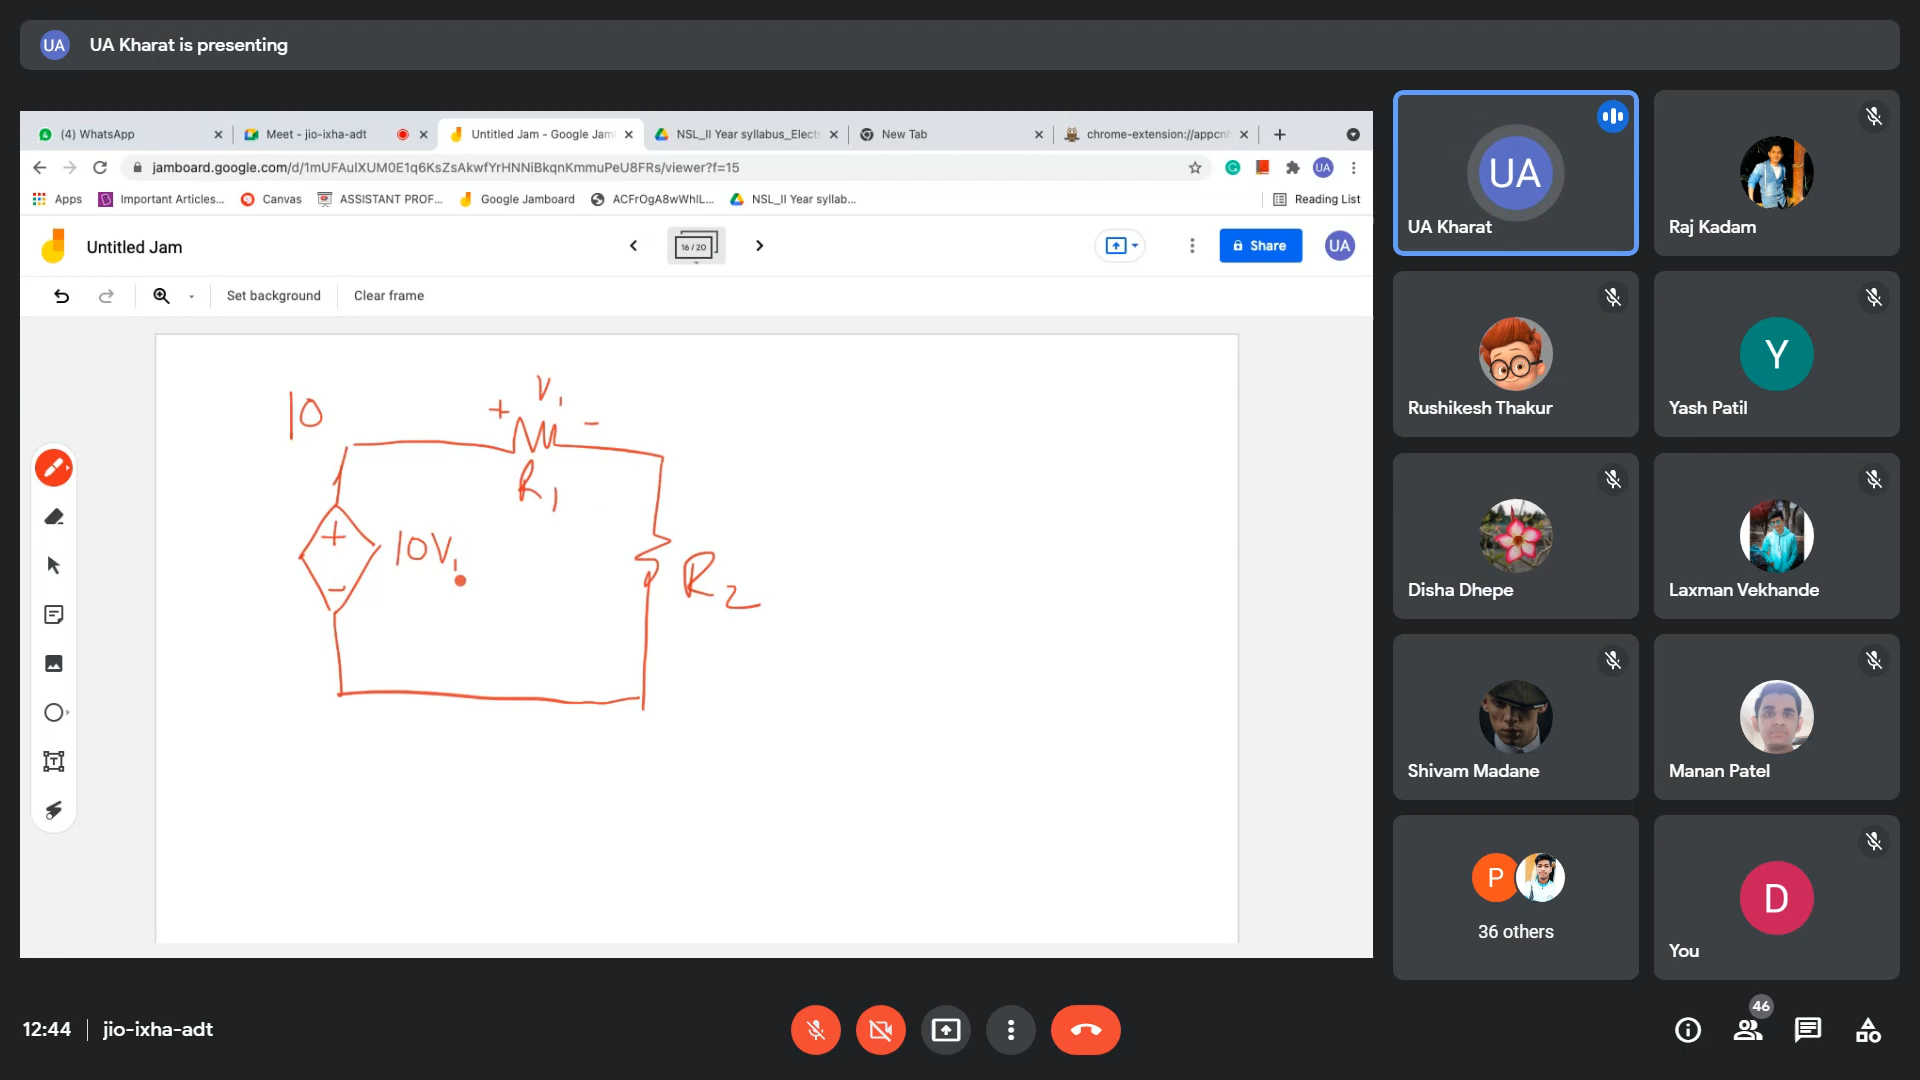 UA
UA Kharat is presenting
(4) WhatsApp
Meet - jio-ixha-adt
Untitled Jam - Google Jam
NSL_II Year syllabus_Elect
New Tab
chrome-extension://appcn
jamboard.google.com/d/1mUFAuIXUM0E1q6KsZsAkwfYrHNNiBkqnKmmuPeU8FRs/viewer?f=15
UA
Apps
Important Articles...
Canvas
ASSISTANT PROF...
Google Jamboard
ACFrOgA8wWhIL...
NSL_II Year syllab...
Reading List
Untitled Jam
16 / 20
Share
UA
Set background
Clear frame
10
+ V₁ -
R₁
+
10V₁
-
R₂
UA
UA Kharat
Raj Kadam
Rushikesh Thakur
Y
Yash Patil
Disha Dhepe
Laxman Vekhande
Shivam Madane
Manan Patel
P
36 others
D
You
12:44
jio-ixha-adt
46